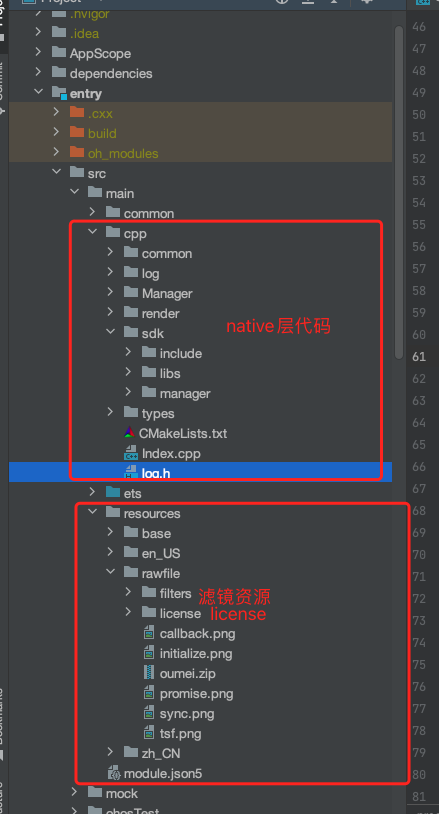 Project
46
.hvigor
47
.idea
AppScope
48
dependencies
49
entry
50
.cxx
51
build
52
oh_modules
53
src
54
main
55
common
cpp
56
common
57
log
58
Manager
59
render
60
sdk
native层代码
61
include
62
libs
63
manager
64
types
65
CMakeLists.txt
66
Index.cpp
67
log.h
ets
68
resources
69
base
en_US
70
rawfile
71
filters 滤镜资源
72
license license
73
callback.png
74
initialize.png
75
oumei.zip
76
promise.png
77
sync.png
78
tsf.png
zh_CN
79
module.json5
80
mock
81
ohosTest
Commit
Bookmarks